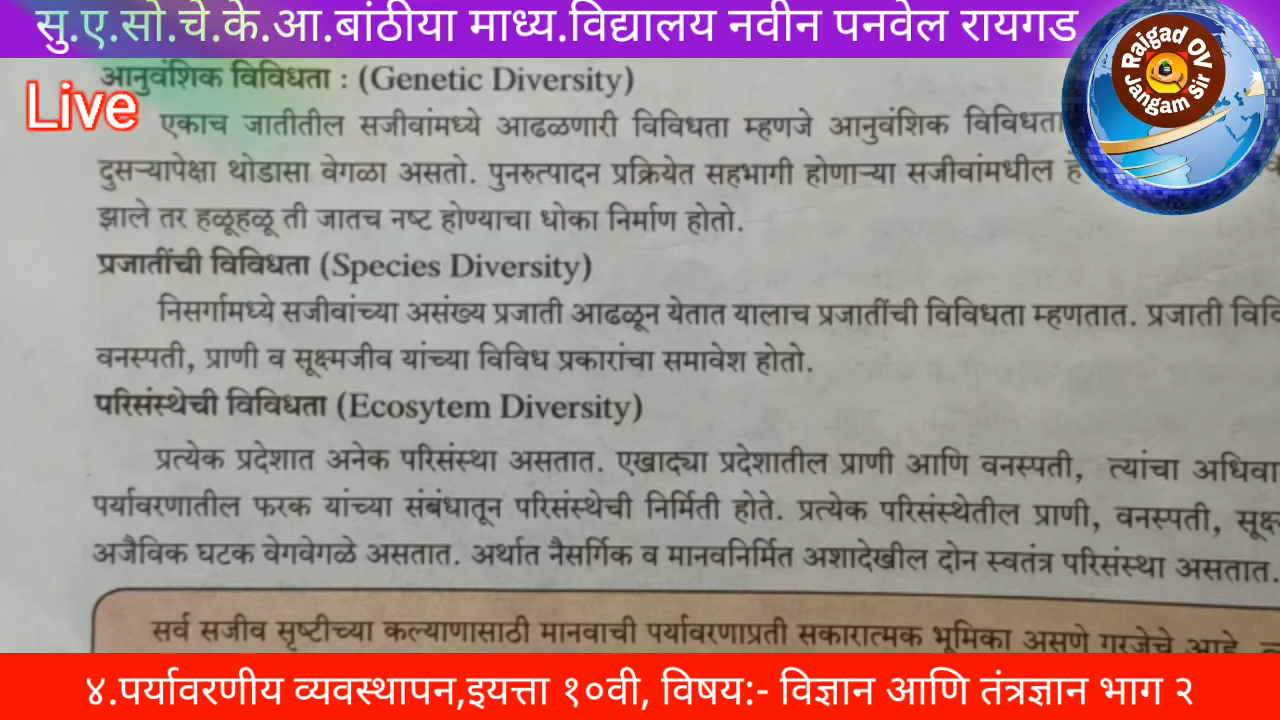 सु.ए.सो.चे.के.आ.बांठीया माध्य.विद्यालय नवीन पनवेल रायगड
Raigad OV
Jangam Sir
Live
आनुवंशिक विविधता : (Genetic Diversity)
एकाच जातीतील सजीवांमध्ये आढळणारी विविधता म्हणजे आनुवंशिक विविधता
दुसऱ्यापेक्षा थोडासा वेगळा असतो. पुनरुत्पादन प्रक्रियेत सहभागी होणाऱ्या सजीवांमधील
झाले तर हळूहळू ती जातच नष्ट होण्याचा धोका निर्माण होतो.
प्रजातींची विविधता (Species Diversity)
निसर्गामध्ये सजीवांच्या असंख्य प्रजाती आढळून येतात यालाच प्रजातींची विविधता म्हणतात. प्रजाती
वनस्पती, प्राणी व सूक्ष्मजीव यांच्या विविध प्रकारांचा समावेश होतो.
परिसंस्थेची विविधता (Ecosytem Diversity)
प्रत्येक प्रदेशात अनेक परिसंस्था असतात. एखाद्या प्रदेशातील प्राणी आणि वनस्पती, त्यांचा
पर्यावरणातील फरक यांच्या संबंधातून परिसंस्थेची निर्मिती होते. प्रत्येक परिसंस्थेतील प्राणी, वनस्पती,
अजैविक घटक वेगवेगळे असतात. अर्थात नैसर्गिक व मानवनिर्मित अशादेखील दोन स्वतंत्र परिसंस्था असतात.
सर्व सजीव सृष्टीच्या कल्याणासाठी मानवाची पर्यावरणाप्रती सकारात्मक भूमिका असणे गरजेचे आहे.
४.पर्यावरणीय व्यवस्थापन,इयत्ता १०वी, विषय:- विज्ञान आणि तंत्रज्ञान भाग २